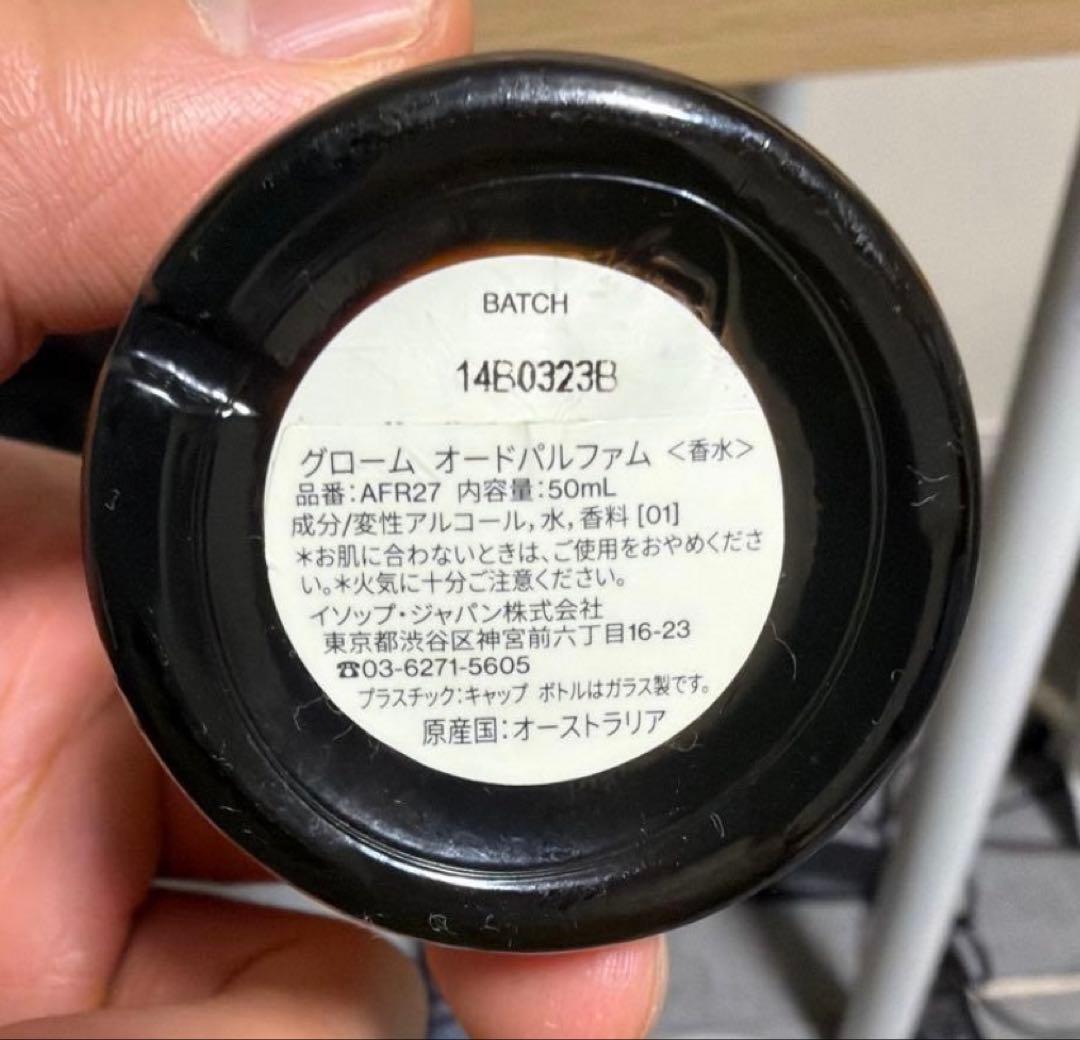 BATCH
14B0323B
グローム オードパルファム <香水>
品番:AFR27 内容量:50mL
成分/変性アルコール,水,香料 [01]
*お肌に合わないときは、ご使用をおやめくださ
い。*火気に十分ご注意ください。
イソップ・ジャパン株式会社
東京都渋谷区神宮前六丁目16-23
☎03-6271-5605
プラスチック:キャップ ボトルはガラス製です。
原産国:オーストラリア